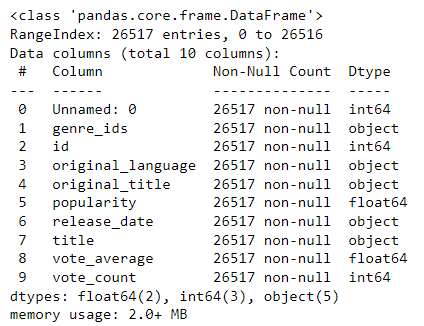 <class 'pandas.core.frame.DataFrame'>
RangeIndex: 26517 entries, 0 to 26516
Data columns (total 10 columns):
 #   Column             Non-Null Count  Dtype
---  ------             --------------  -----
 0   Unnamed: 0         26517 non-null  int64
 1   genre_ids          26517 non-null  object
 2   id                 26517 non-null  int64
 3   original_language  26517 non-null  object
 4   original_title     26517 non-null  object
 5   popularity         26517 non-null  float64
 6   release_date       26517 non-null  object
 7   title              26517 non-null  object
 8   vote_average       26517 non-null  float64
 9   vote_count         26517 non-null  int64
dtypes: float64(2), int64(3), object(5)
memory usage: 2.0+ MB